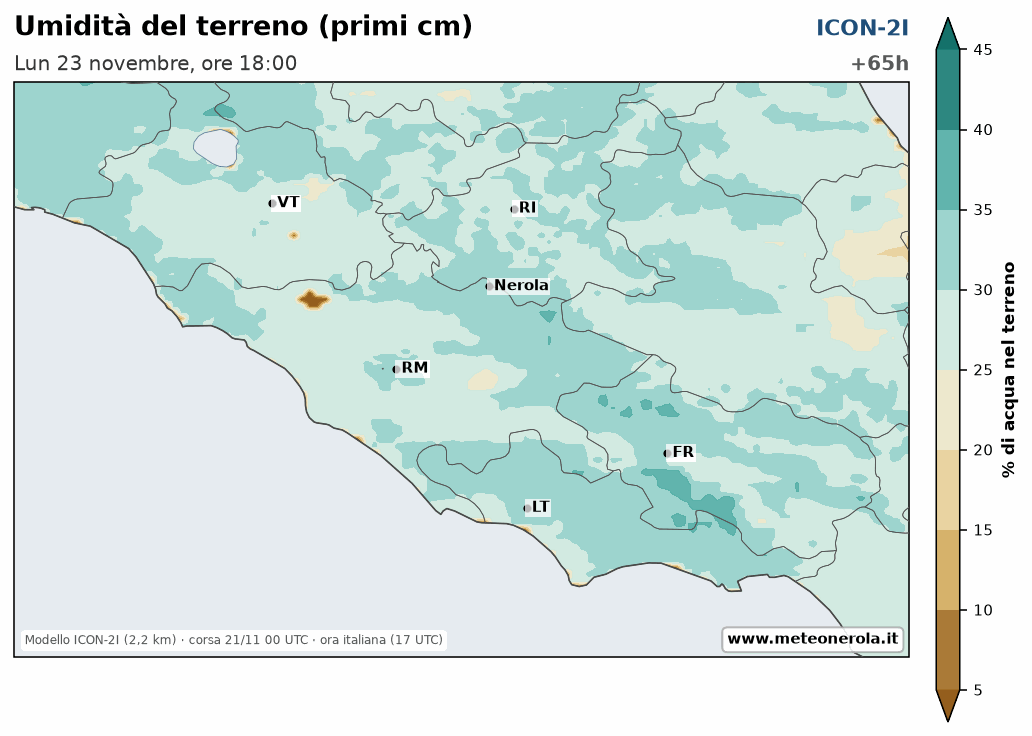 Umidità del terreno (primi cm)
ICON-2I
Lun 23 novembre, ore 18:00
+65h
VT
RI
Nerola
RM
FR
LT
45
40
35
30
25
20
15
10
5
% di acqua nel terreno
Modello ICON-2I (2,2 km) · corsa 21/11 00 UTC · ora italiana (17 UTC)
www.meteonerola.it